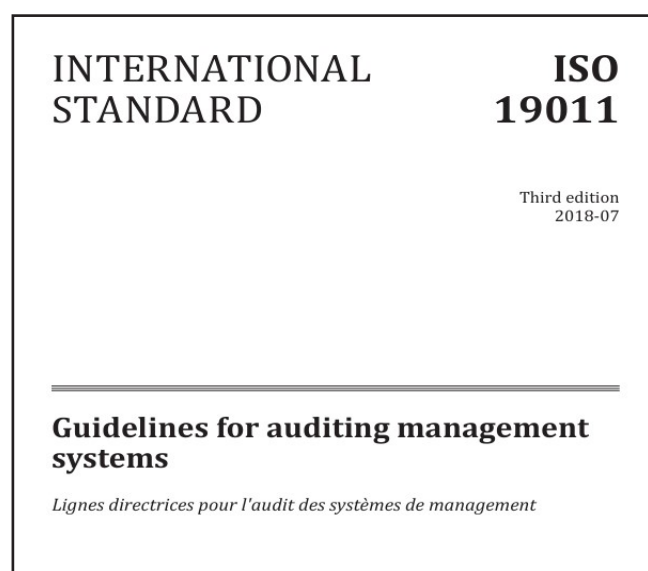 INTERNATIONAL
STANDARD
ISO
19011
Third edition
2018-07
Guidelines for auditing management
systems
Lignes directrices pour l'audit des systèmes de management